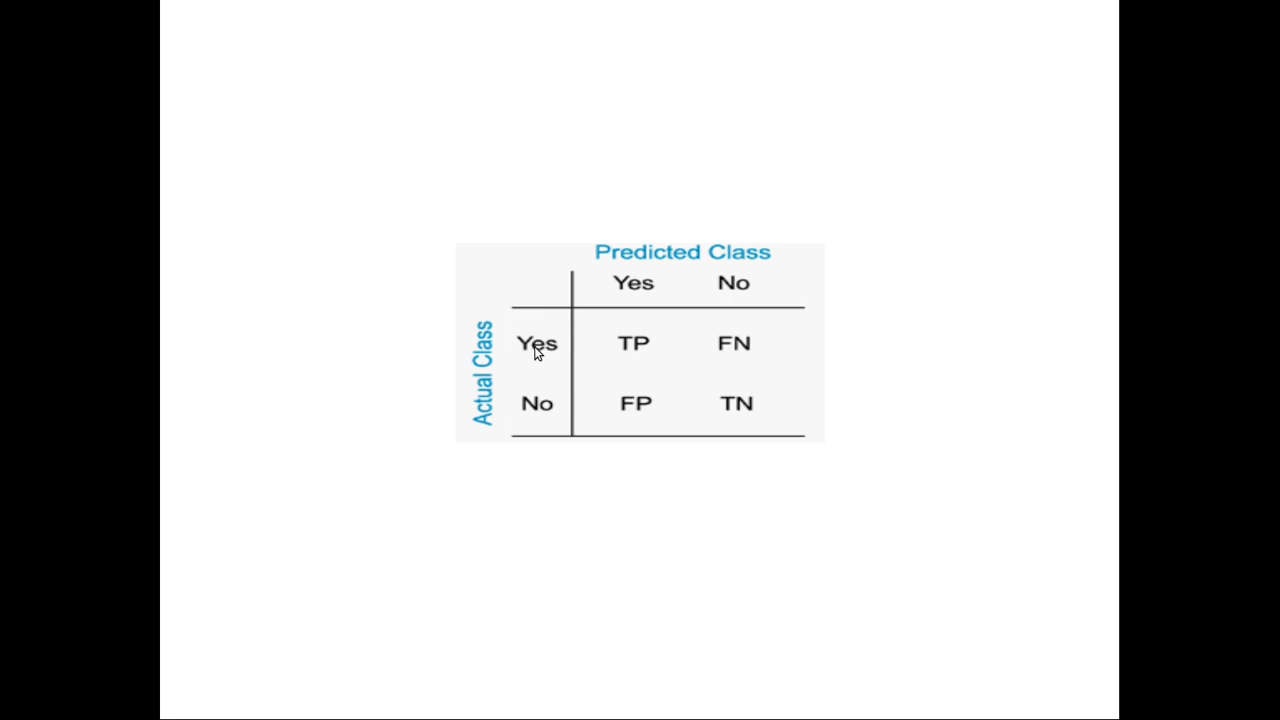 Predicted Class
Yes No
Actual Class
Yes TP FN
No FP TN